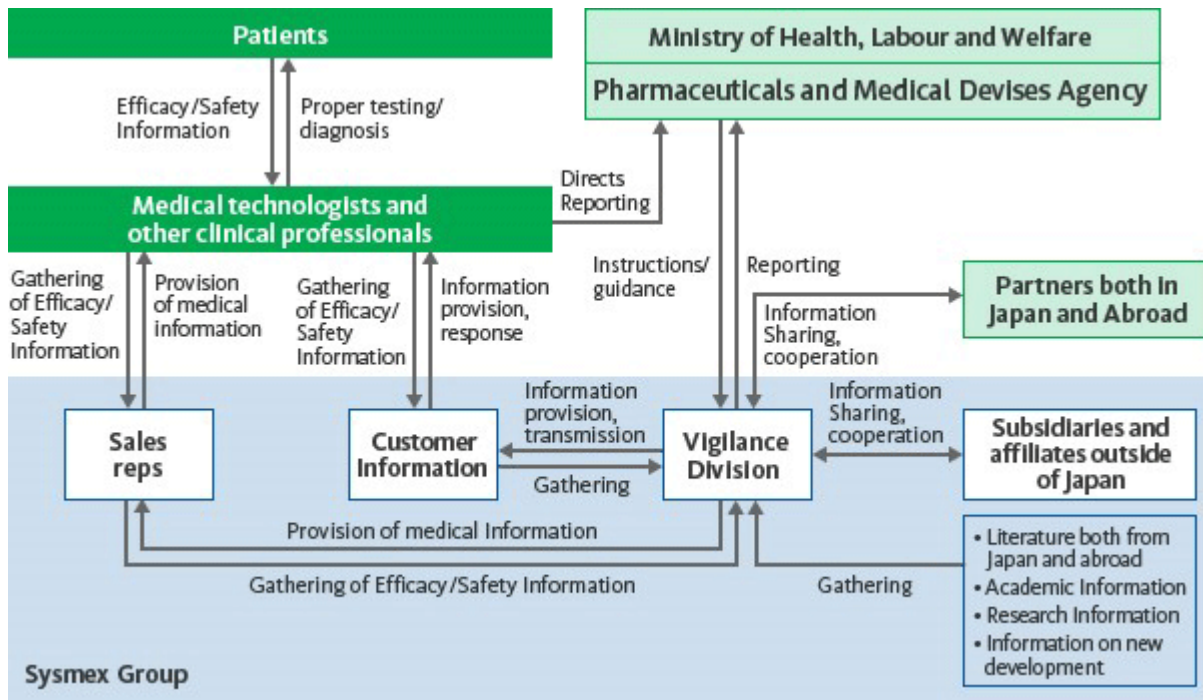 Patients
Ministry of Health, Labour and Welfare
Pharmaceuticals and Medical Devises Agency
Efficacy/Safety
Information
Proper testing/
diagnosis
Directs
Reporting
Medical technologists and
other clinical professionals
Gathering
of Efficacy/
Safety
Information
Provision
of medical
information
Gathering
of Efficacy/
Safety
Information
Information
provision,
response
Instructions/
guidance
Reporting
Information
Sharing,
cooperation
Partners both in
Japan and Abroad
Sales
reps
Customer
Information
Information
provision,
transmission
Gathering
Vigilance
Division
Information
Sharing,
cooperation
Subsidiaries and
affiliates outside
of Japan
Provision of medical Information
Gathering of Efficacy/Safety Information
Gathering
• Literature both from
Japan and abroad
• Academic Information
• Research Information
• Information on new
development
Sysmex Group